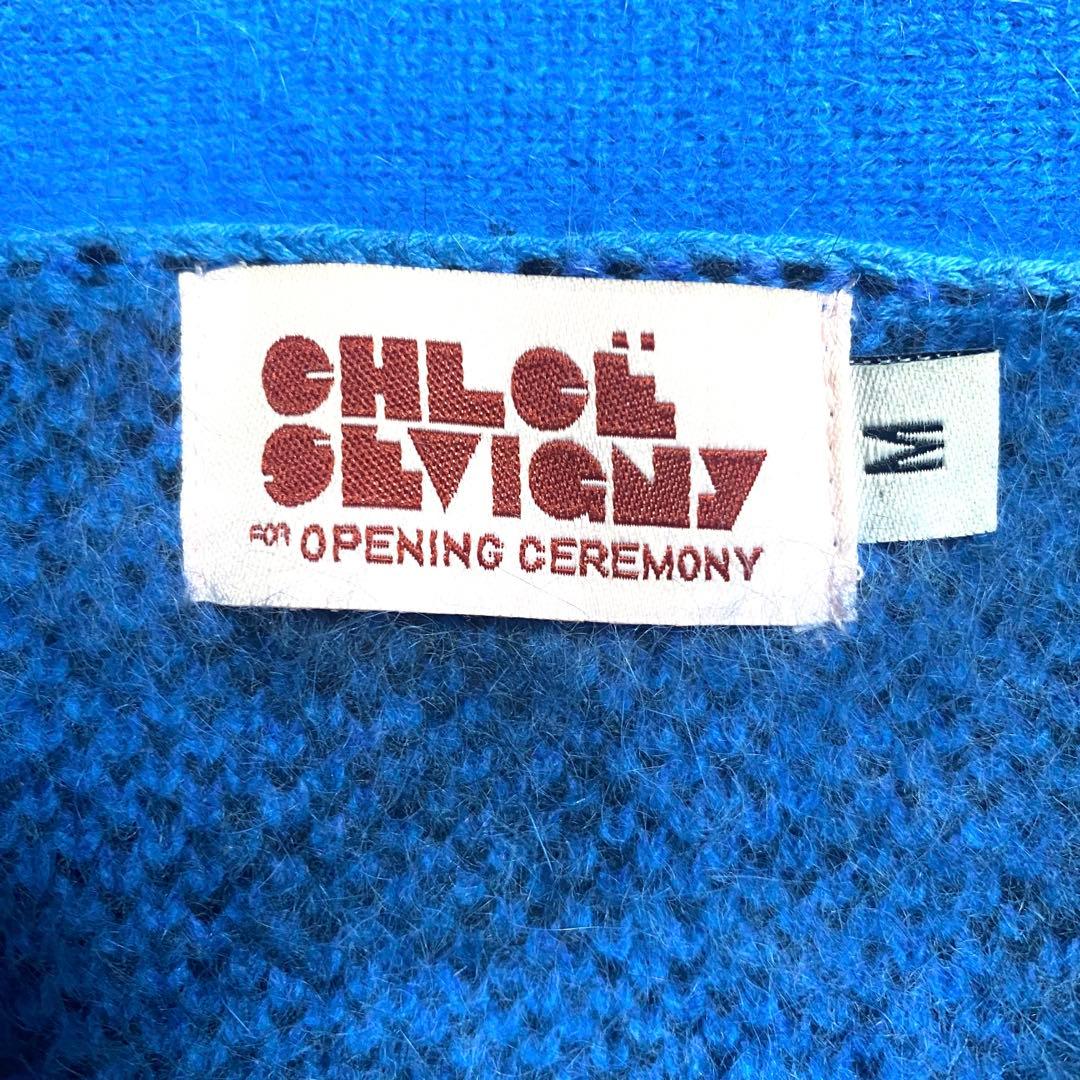 CHLOË
SEVIGNY
FOR OPENING CEREMONY
M